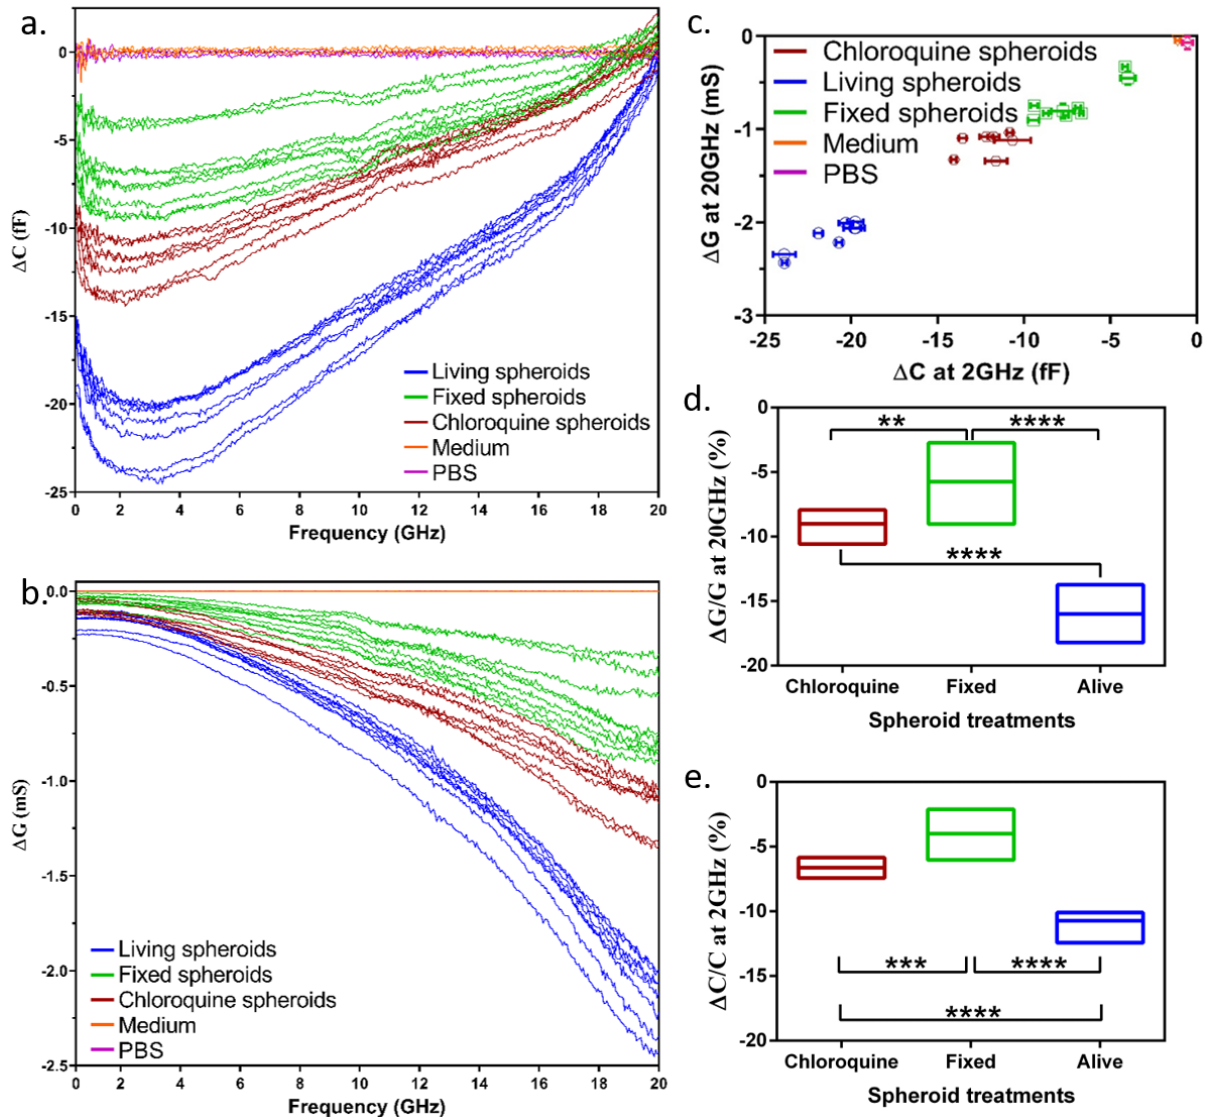 a.
0
-5
-10
-15
-20
-25
ΔC (fF)
0 2 4 6 8 10 12 14 16 18 20
Frequency (GHz)
Living spheroids
Fixed spheroids
Chloroquine spheroids
Medium
PBS
b.
0.0
-0.5
-1.0
-1.5
-2.0
-2.5
ΔG (mS)
0 2 4 6 8 10 12 14 16 18 20
Frequency (GHz)
Living spheroids
Fixed spheroids
Chloroquine spheroids
Medium
PBS
c.
0
-1
-2
-3
ΔG at 20GHz (mS)
Chloroquine spheroids
Living spheroids
Fixed spheroids
Medium
PBS
-25 -20 -15 -10 -5 0
ΔC at 2GHz (fF)
d.
0
-5
-10
-15
-20
ΔG/G at 20GHz (%)
** ****
****
Chloroquine Fixed Alive
Spheroid treatments
e.
0
-5
-10
-15
-20
ΔC/C at 2GHz (%)
*** ****
****
Chloroquine Fixed Alive
Spheroid treatments